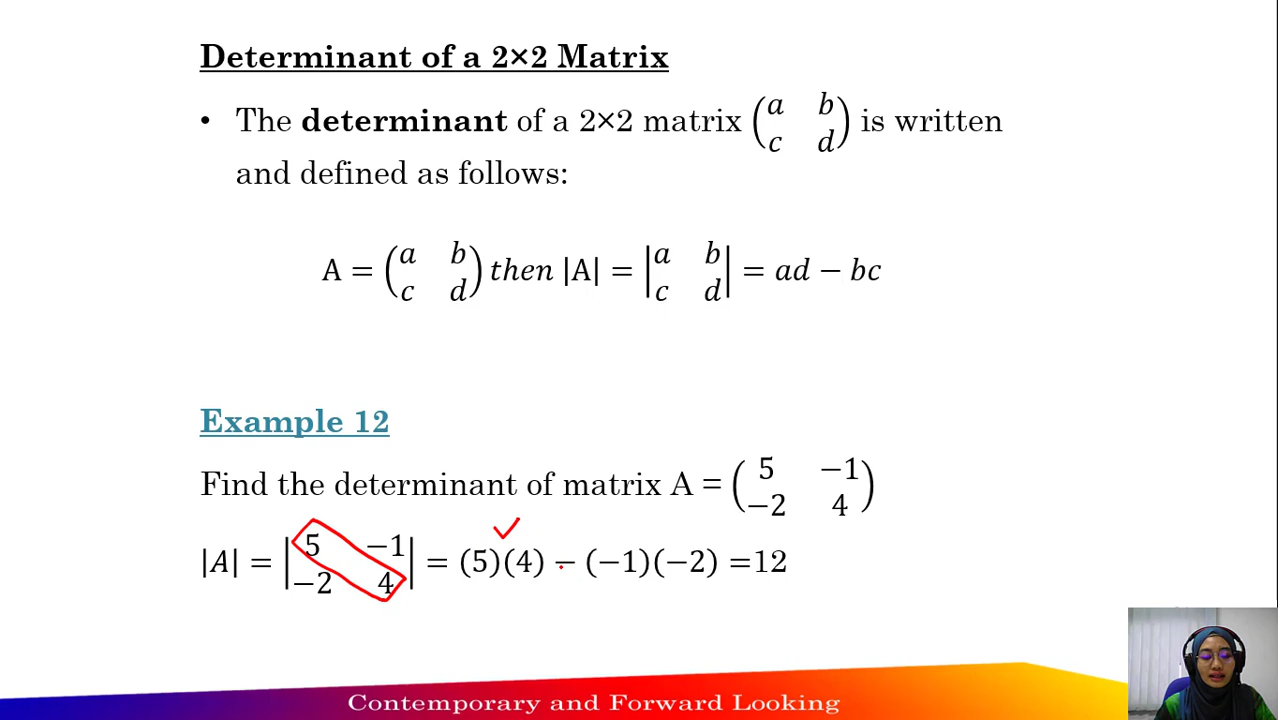 Determinant of a 2×2 Matrix
• The determinant of a 2×2 matrix (a b
c d) is written
and defined as follows:
A = (a b
c d) then |A| = |a b
c d| = ad − bc
Example 12
Find the determinant of matrix A = (5 −1
−2 4)
|A| = |5 −1
−2 4| = (5)(4) − (−1)(−2) =12
Contemporary and Forward Looking